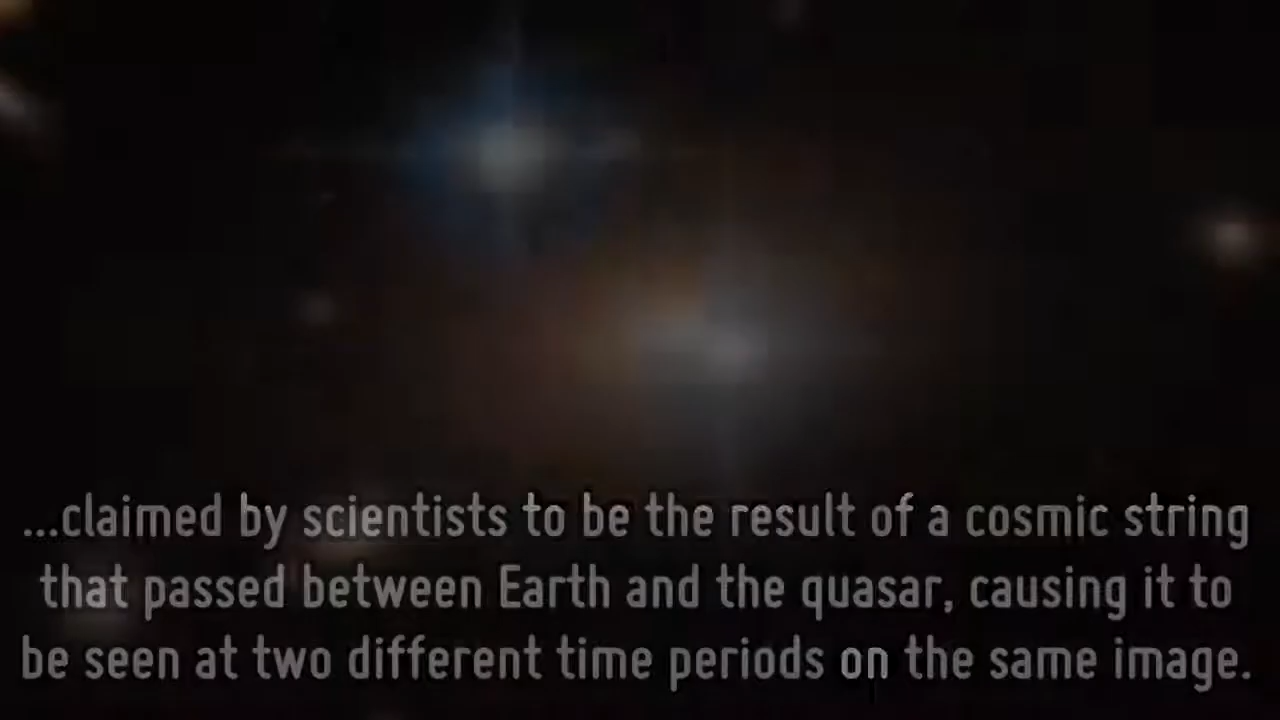 ...claimed by scientists to be the result of a cosmic string
that passed between Earth and the quasar, causing it to
be seen at two different time periods on the same image.